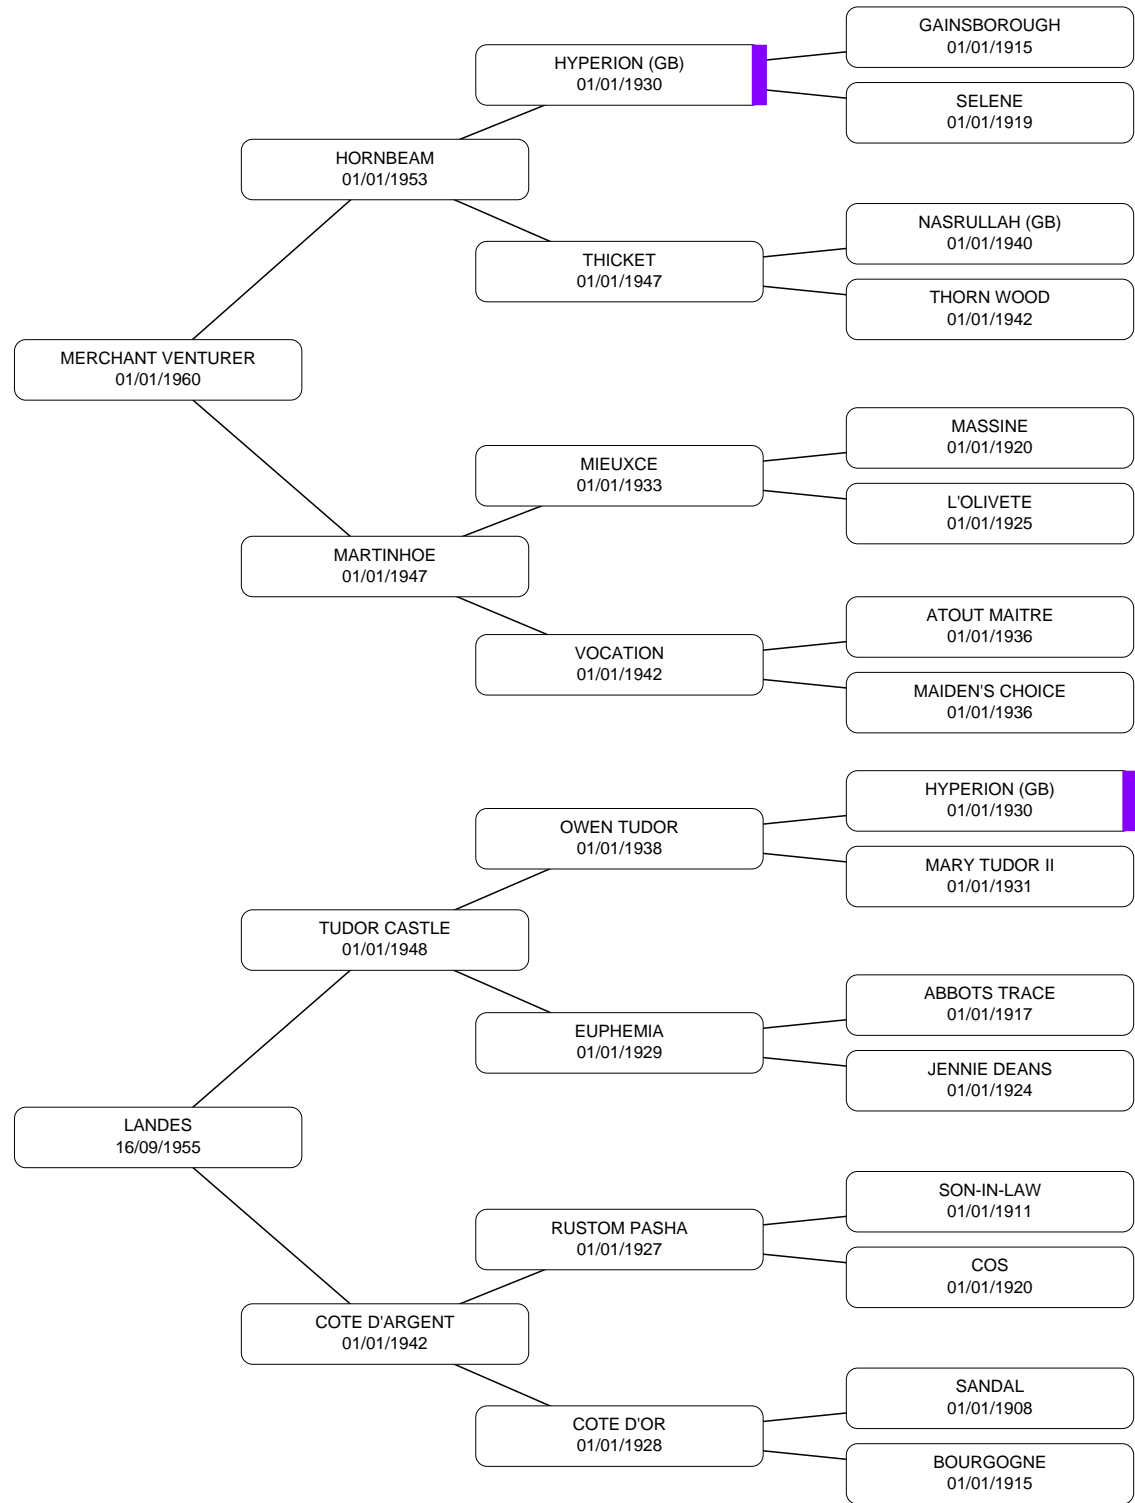 GAINSBOROUGH
01/01/1915
HYPERION (GB)
01/01/1930
SELENE
01/01/1919
HORNBEAM
01/01/1953
NASRULLAH (GB)
01/01/1940
THICKET
01/01/1947
THORN WOOD
01/01/1942
MERCHANT VENTURER
01/01/1960
MASSINE
01/01/1920
MIEUXCE
01/01/1933
L'OLIVETE
01/01/1925
MARTINHOE
01/01/1947
ATOUT MAITRE
01/01/1936
VOCATION
01/01/1942
MAIDEN'S CHOICE
01/01/1936
HYPERION (GB)
01/01/1930
OWEN TUDOR
01/01/1938
MARY TUDOR II
01/01/1931
TUDOR CASTLE
01/01/1948
ABBOTS TRACE
01/01/1917
EUPHEMIA
01/01/1929
JENNIE DEANS
01/01/1924
LANDES
16/09/1955
SON-IN-LAW
01/01/1911
RUSTOM PASHA
01/01/1927
COS
01/01/1920
COTE D'ARGENT
01/01/1942
SANDAL
01/01/1908
COTE D'OR
01/01/1928
BOURGOGNE
01/01/1915